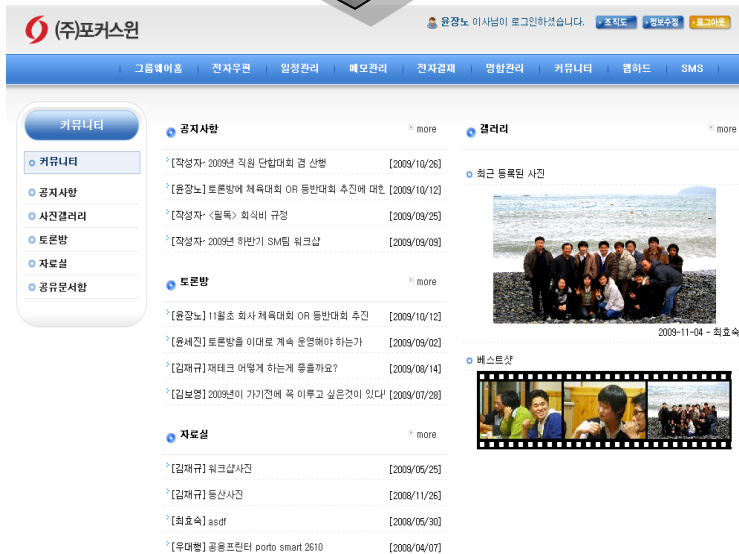 (주)포커스윈
윤장노 이사님이 로그인하셨습니다. 조직도 정보수정 로그아웃
그룹웨어홈 전자우편 일정관리 메모관리 전자결재 명함관리 커뮤니티 웹하드 SMS
커뮤니티
커뮤니티
공지사항
사진갤러리
토론방
자료실
공유문서함
공지사항 more
[작성자· 2009년 직원 단합대회 겸 산행 [2009/10/26]
[윤장노] 토론방에 체육대회 OR 등반대회 추진에 대한 [2009/10/12]
[작성자· <필독> 회식비 규정 [2009/09/25]
[작성자· 2009년 하반기 SM팀 워크샵 [2009/09/09]
토론방 more
[윤장노] 11월초 회사 체육대회 OR 등반대회 추진 [2009/10/12]
[윤세진] 토론방을 이대로 계속 운영해야 하는가 [2009/09/02]
[김재규] 재테크 어떻게 하는게 좋을까요? [2009/08/14]
[김보영] 2009년이 가기전에 꼭 이루고 싶은것이 있다! [2009/07/28]
자료실 more
[김재규] 워크샵사진 [2009/05/25]
[김재규] 등산사진 [2008/11/26]
[최효숙] asdf [2008/05/30]
[우대행] 공용프린터 porto smart 2610 [2008/04/07]
갤러리 more
최근 등록된 사진
2009-11-04 - 최효숙
베스트샷